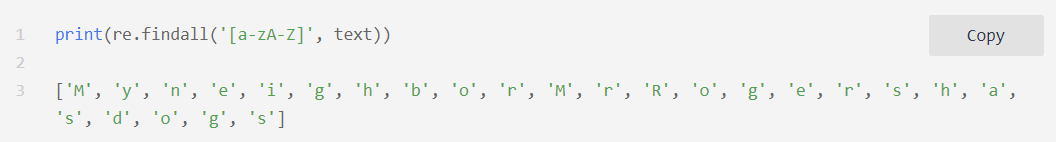 1 print(re.findall('[a-zA-Z]', text))
Copy
2
3 ['M', 'y', 'n', 'e', 'i', 'g', 'h', 'b', 'o', 'r', 'M', 'r', 'R', 'o', 'g', 'e', 'r', 's', 'h', 'a',
's', 'd', 'o', 'g', 's']